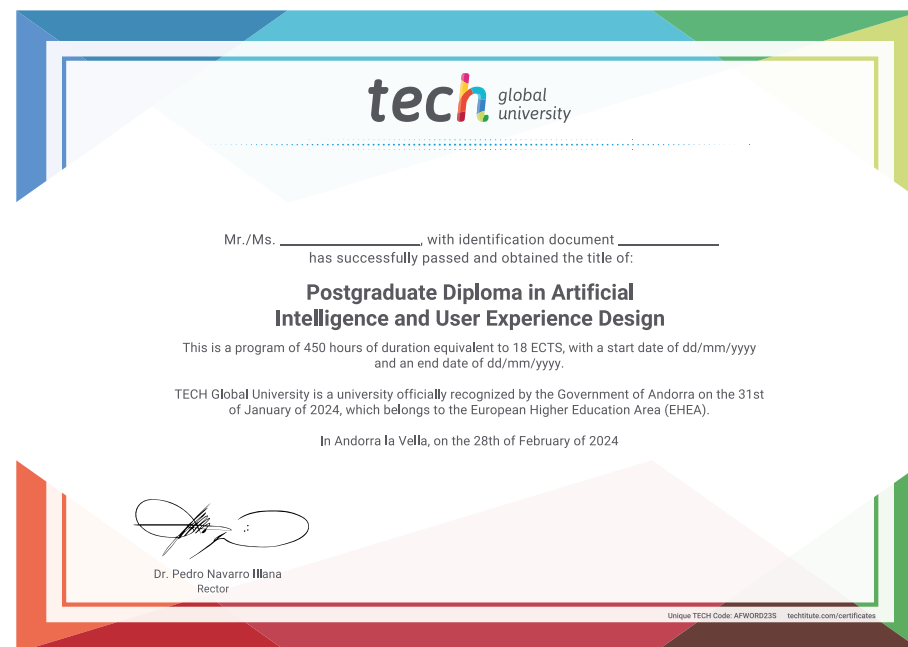 tech global university
Mr./Ms. ____________________, with identification document ______________
has successfully passed and obtained the title of:
Postgraduate Diploma in Artificial
Intelligence and User Experience Design
This is a program of 450 hours of duration equivalent to 18 ECTS, with a start date of dd/mm/yyyy
and an end date of dd/mm/yyyy.
TECH Global University is a university officially recognized by the Government of Andorra on the 31st
of January of 2024, which belongs to the European Higher Education Area (EHEA).
In Andorra la Vella, on the 28th of February of 2024
Dr. Pedro Navarro Illana
Rector
Unique TECH Code: AFWORD23S techtitute.com/certificates